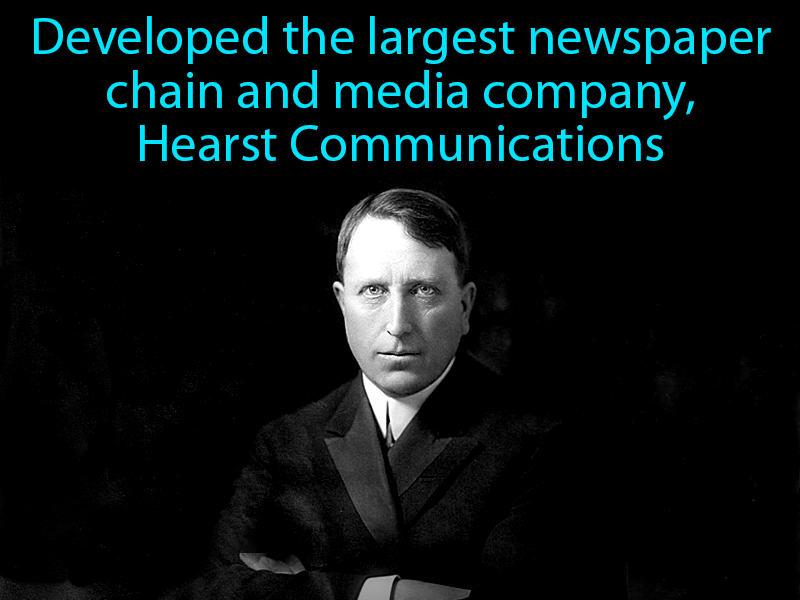 Developed the largest newspaper
chain and media company,
Hearst Communications